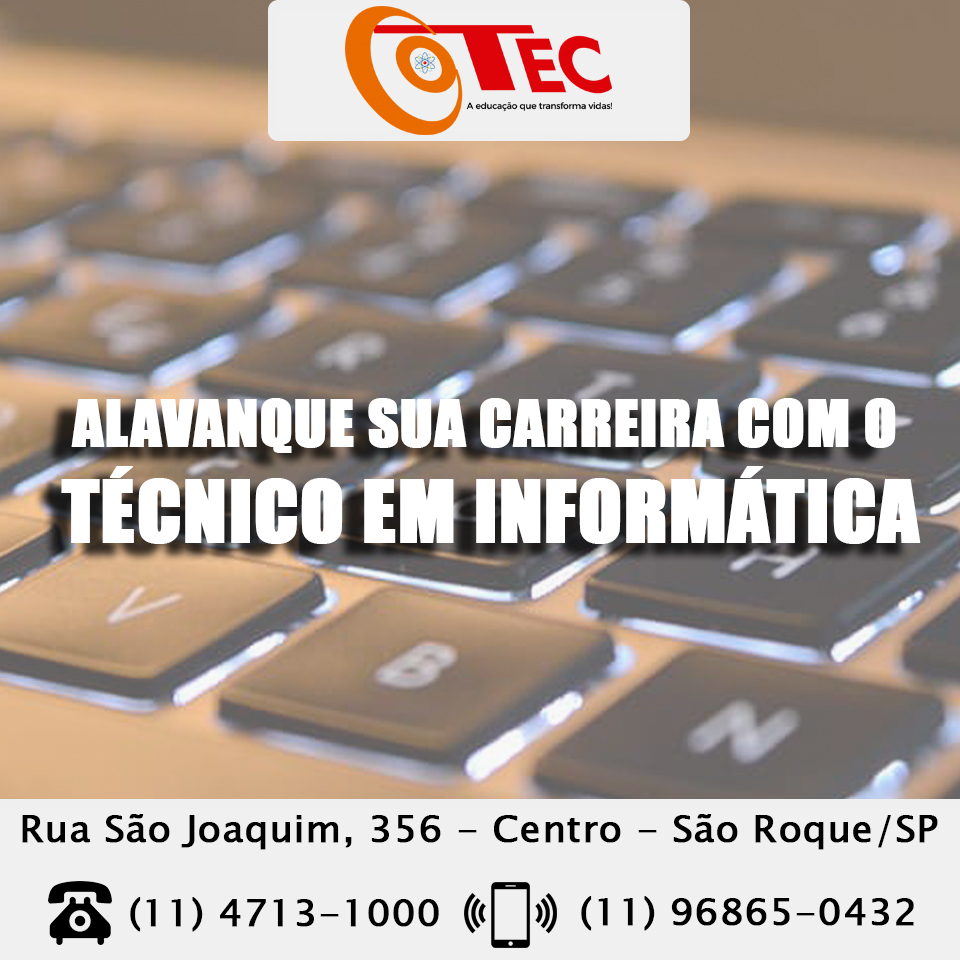 COTEC
A educação que transforma vidas!
ALAVANQUE SUA CARREIRA COM O
TÉCNICO EM INFORMÁTICA
R
T
H
V
B
N
Rua São Joaquim, 356 - Centro - São Roque/SP
(11) 4713-1000 (11) 96865-0432